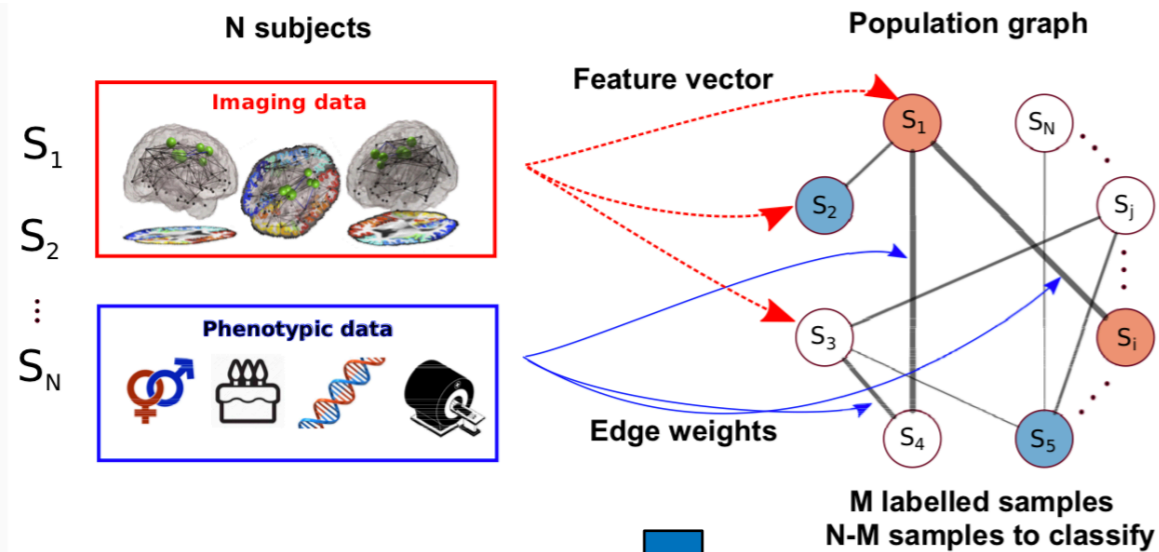 N subjects
Population graph
Imaging data
Feature vector
S1
S2
⋮
SN
Phenotypic data
Edge weights
S1
SN
S2
Sj
S3
Si
S4
S5
M labelled samples
N-M samples to classify